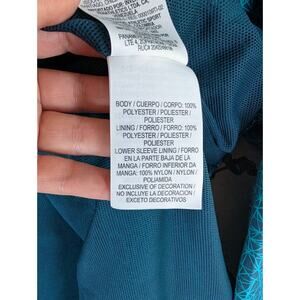 BODY / CUERPO / CORPO: 100%
POLYESTER / POLIESTER /
POLIESTER
LINING / FORRO / FORRO: 100%
POLYESTER / POLIESTER /
POLIESTER
LOWER SLEEVE LINING / FORRO
EN LA PARTE BAJA DE LA
MANGA / FORRO INFERIOR DA
MANGA: 100% NYLON / NYLON /
POLIAMIDA
EXCLUSIVE OF DECORATION /
NO INCLUYE LA DECORACION /
EXCETO DECORATIVOS